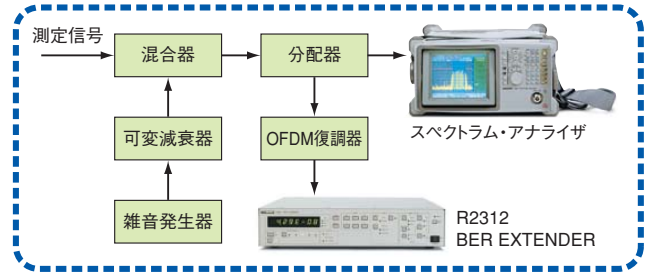 測定信号
混合器
分配器
スペクトラム・アナライザ
可変減衰器
OFDM復調器
雑音発生器
R2312
BER EXTENDER